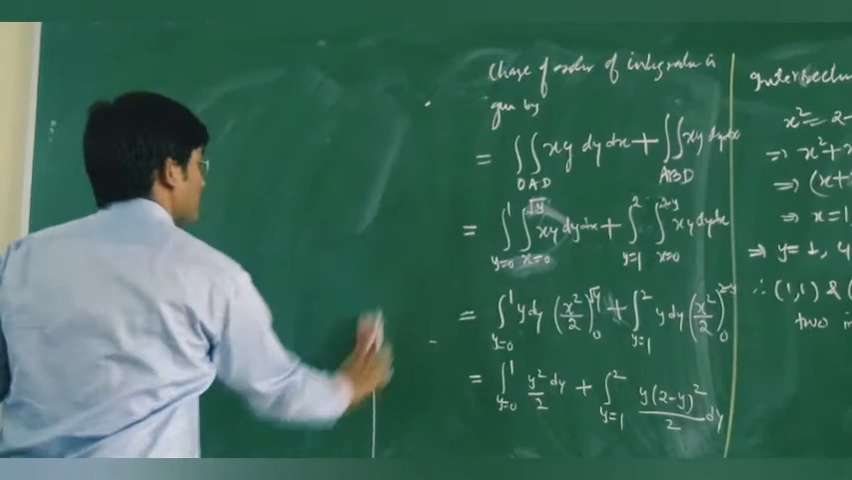 Change of order of integration is
given by
= ∫∫ xy dy dx + ∫∫ xy dy dx
OAD ABD
= ∫_{y=0}^{1} ∫_{x=0}^{√y} xy dy dx + ∫_{y=1}^{2} ∫_{x=0}^{2-y} xy dy dx
= ∫_{y=0}^{1} y dy (x²/2)_{0}^{√y} + ∫_{y=1}^{2} y dy (x²/2)_{0}^{2-y}
= ∫_{y=0}^{1} y²/2 dy + ∫_{y=1}^{2} y(2-y)²/2 dy
x² = 2-
⇒ x² +
⇒ (x+
⇒ x = 1,
⇒ y = 1, 4
∴ (1,1) &
two